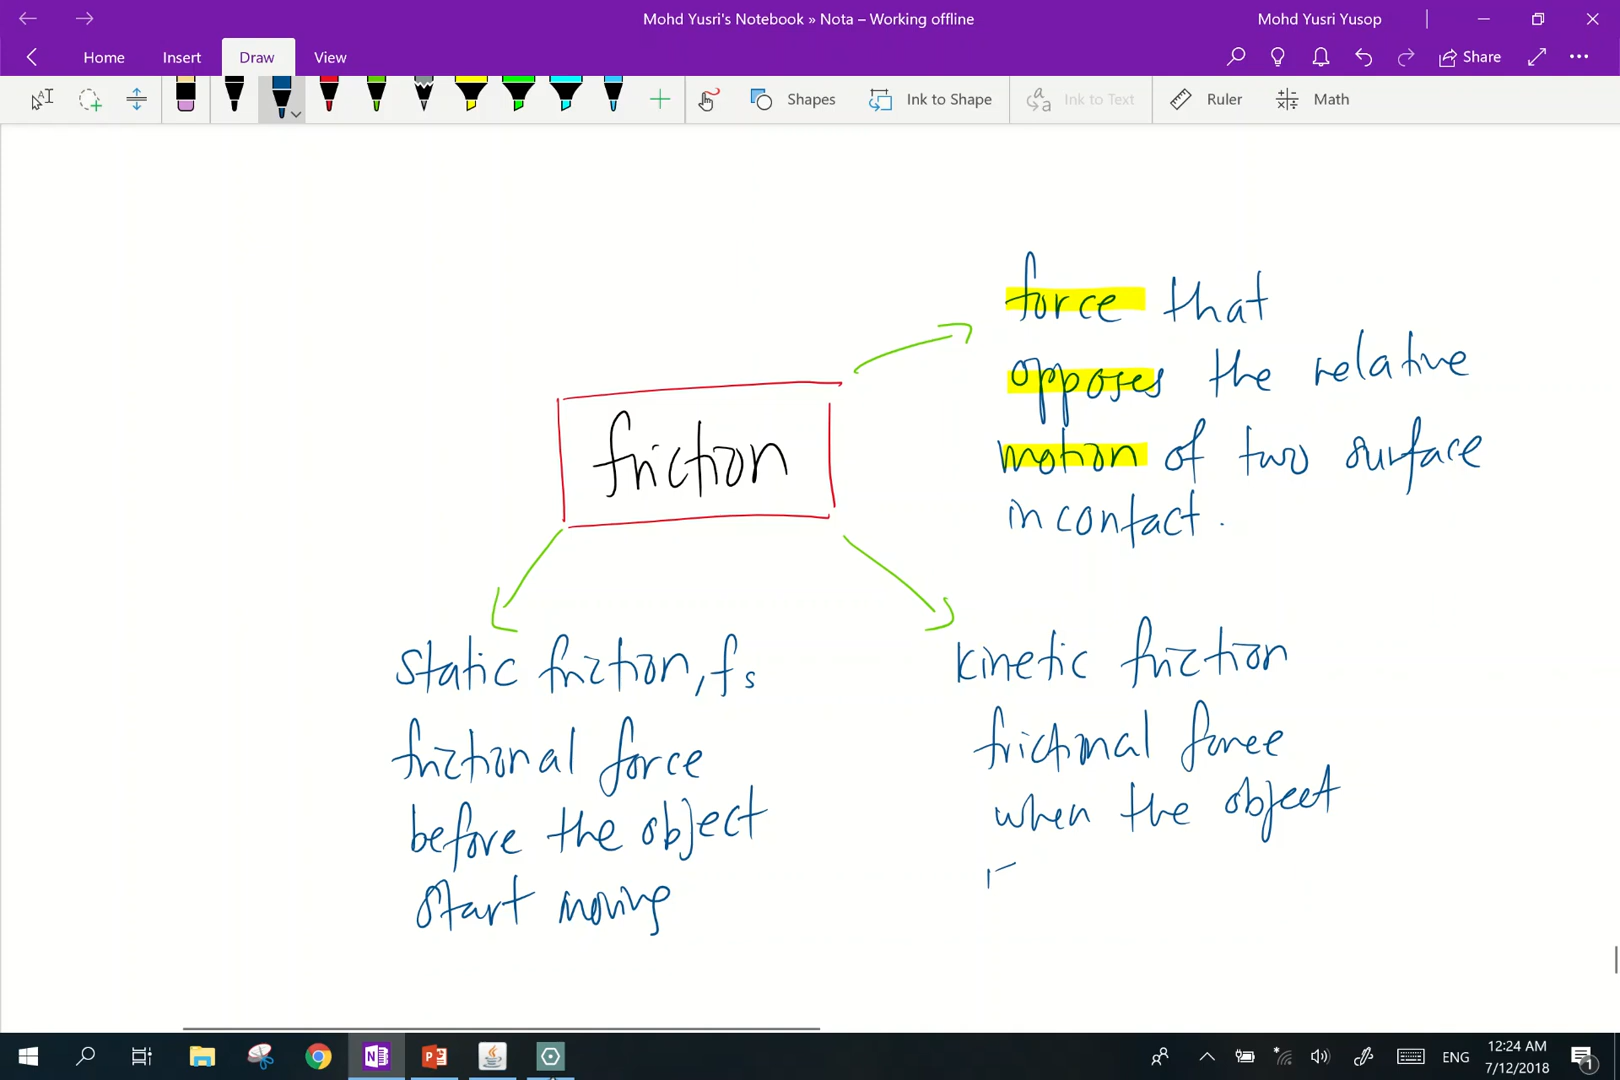 Mohd Yusri's Notebook » Nota – Working offline
Mohd Yusri Yusop
Home
Insert
Draw
View
Share
Shapes
Ink to Shape
Ink to Text
Ruler
Math
force that
opposes the relative
motion of two surface
in contact.
friction
static friction, fs
frictional force
before the object
start moving
kinetic friction
frictional force
when the object
ENG
12:24 AM
7/12/2018
1